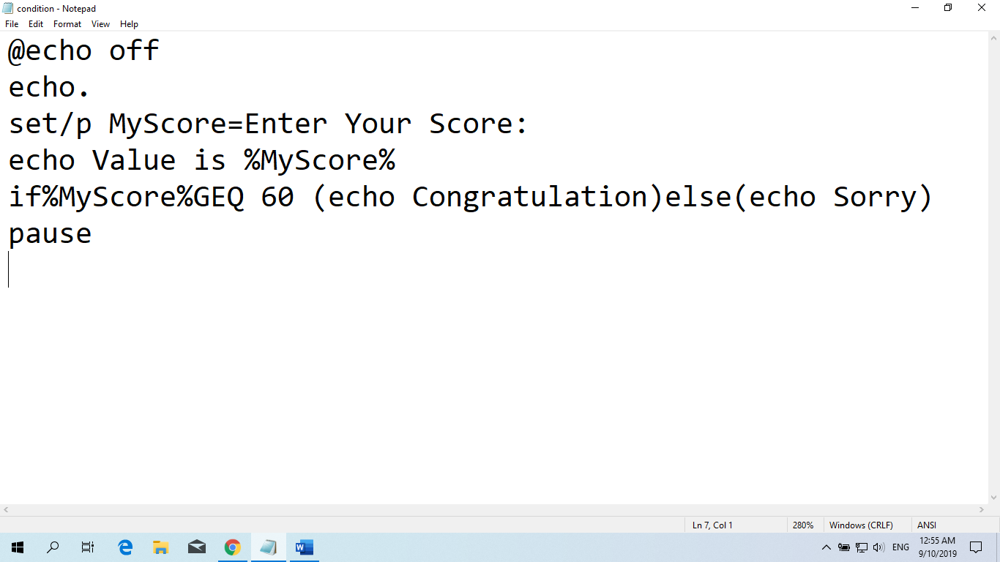 condition - Notepad
File Edit Format View Help
@echo off
echo.
set/p MyScore=Enter Your Score:
echo Value is %MyScore%
if%MyScore%GEQ 60 (echo Congratulation)else(echo Sorry)
pause
Ln 7, Col 1 280% Windows (CRLF) ANSI
ENG 12:55 AM
9/10/2019